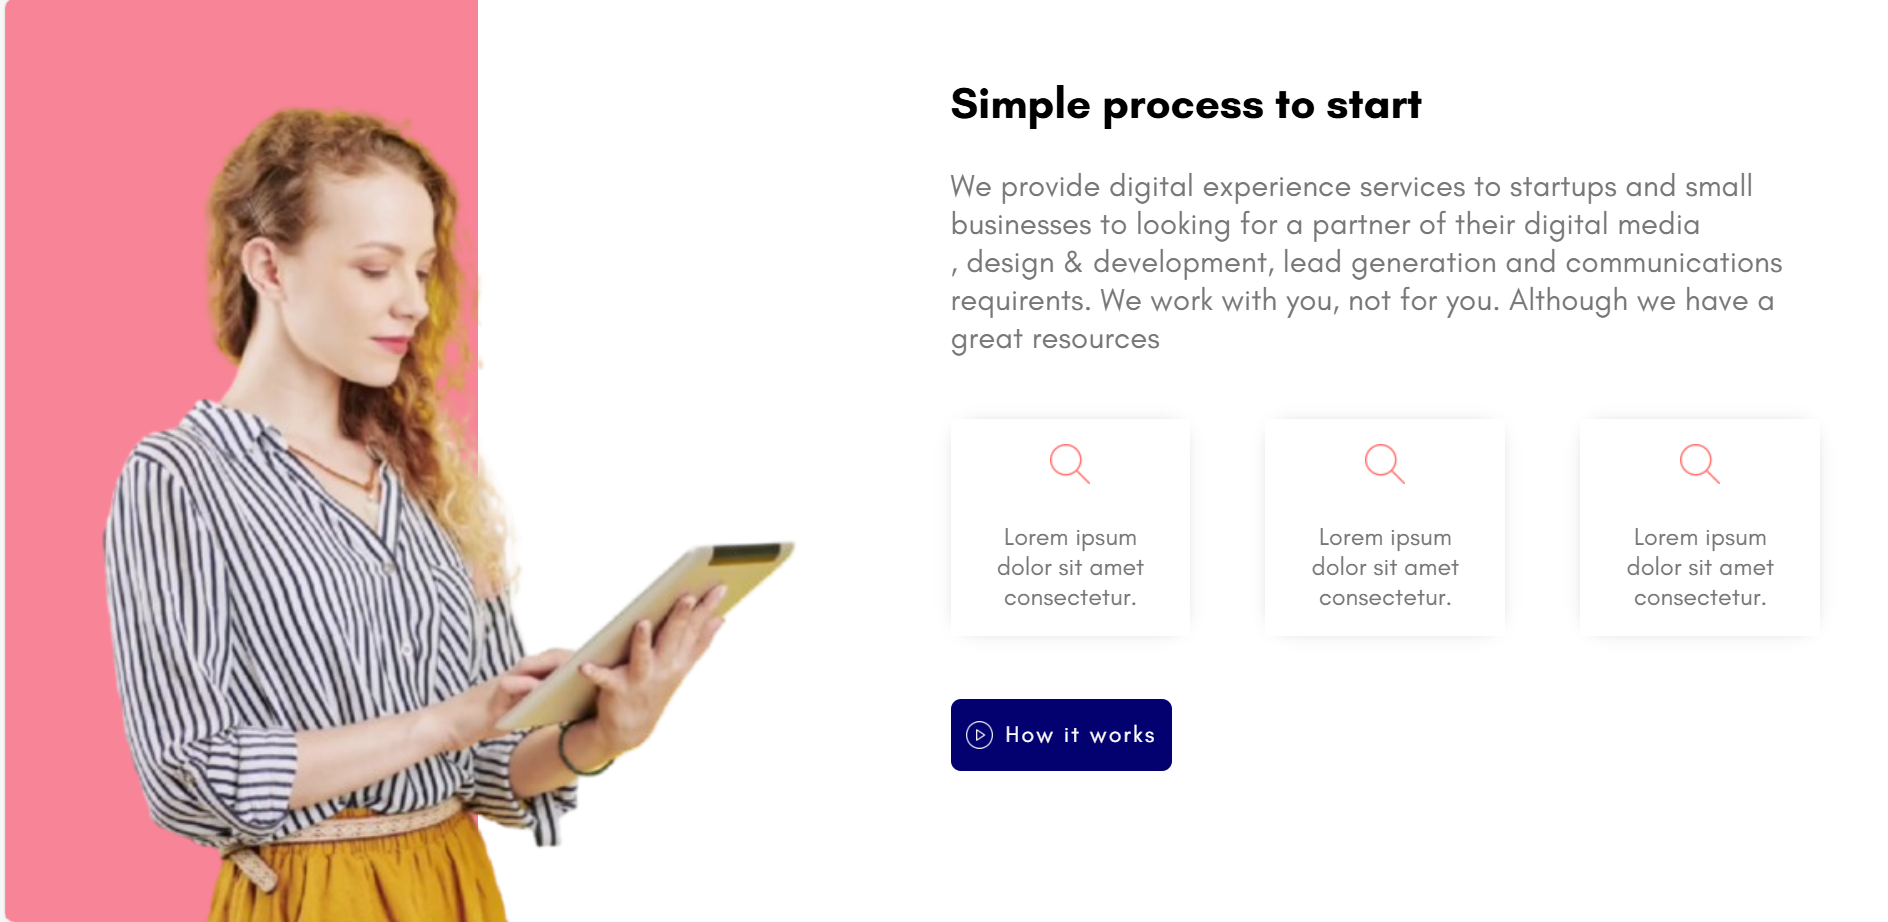 Simple process to start
We provide digital experience services to startups and small
businesses to looking for a partner of their digital media
, design & development, lead generation and communications
requirents. We work with you, not for you. Although we have a
great resources
Lorem ipsum
dolor sit amet
consectetur.
Lorem ipsum
dolor sit amet
consectetur.
Lorem ipsum
dolor sit amet
consectetur.
How it works